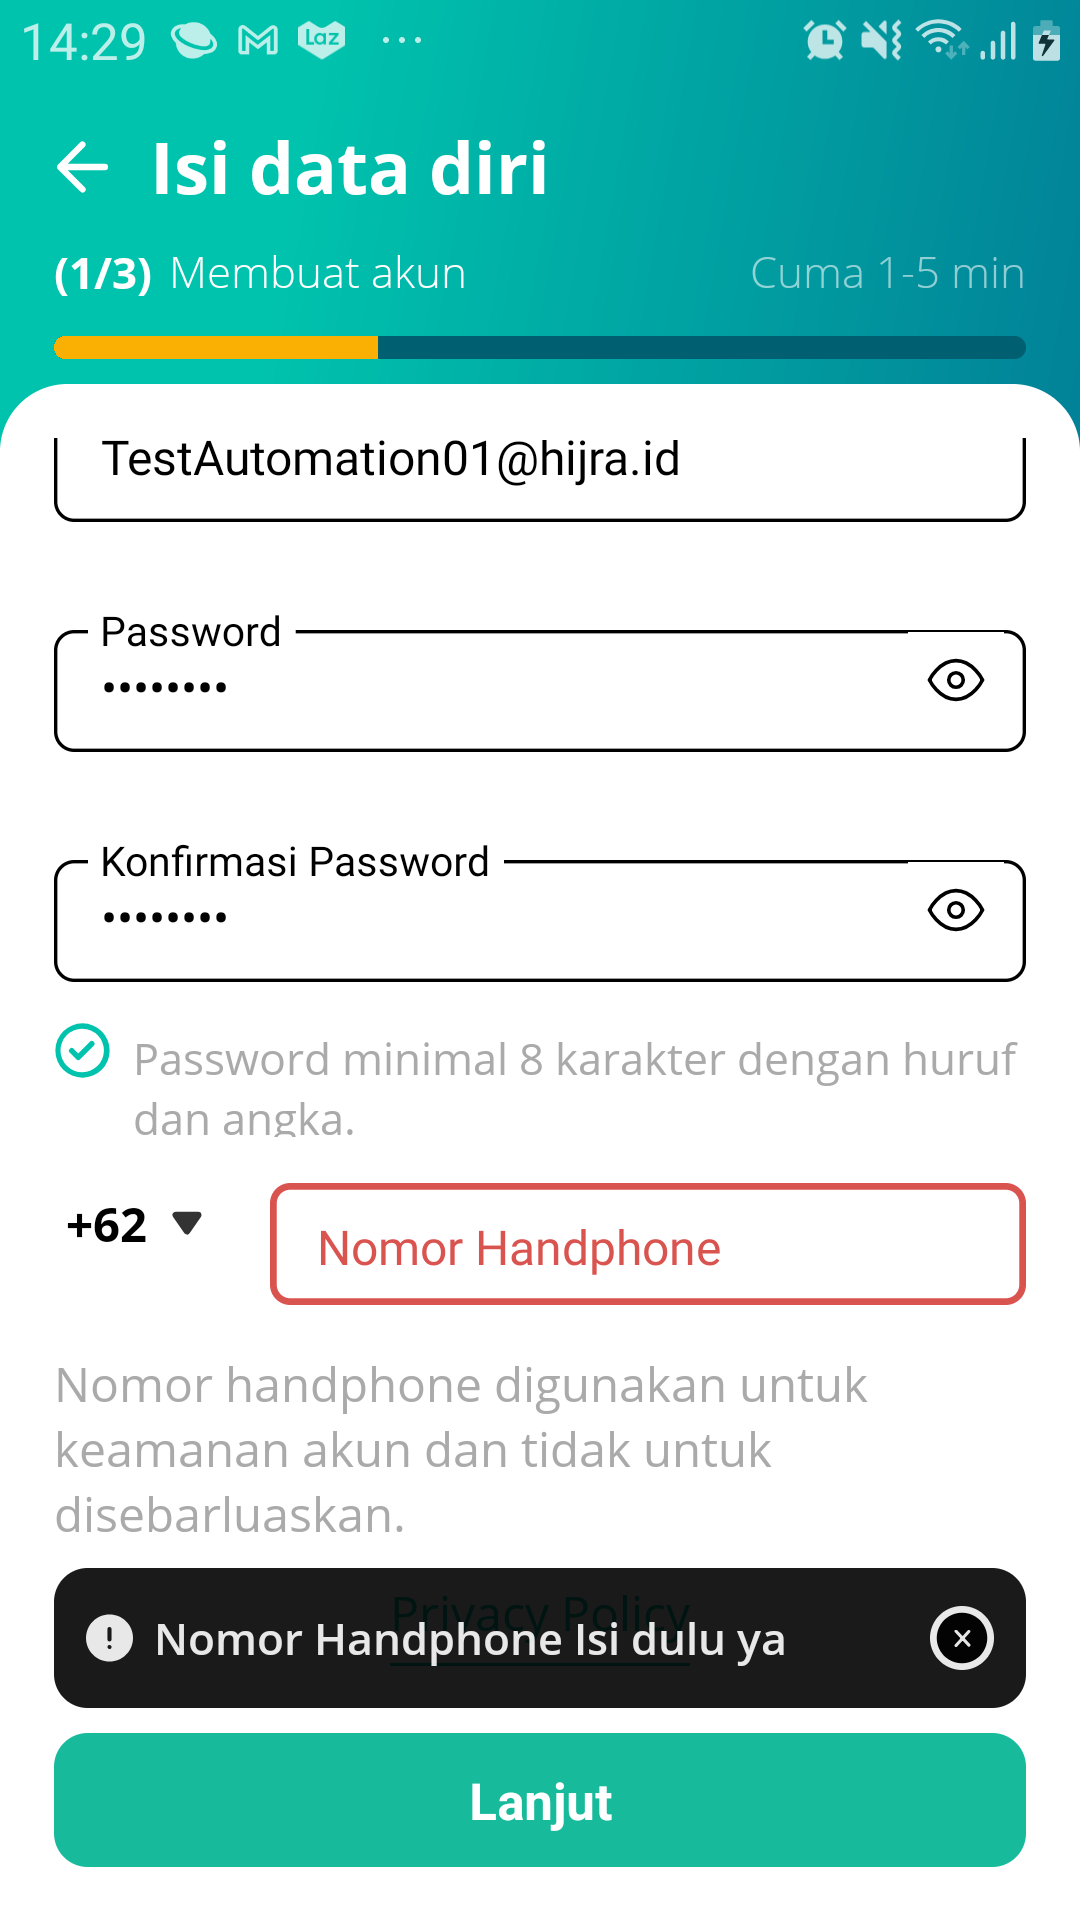 14:29
Laz
Isi data diri
(1/3) Membuat akun
Cuma 1-5 min
TestAutomation01@hijra.id
Password
••••••••
Konfirmasi Password
••••••••
Password minimal 8 karakter dengan huruf
dan angka.
+62
Nomor Handphone
Nomor handphone digunakan untuk
keamanan akun dan tidak untuk
disebarluaskan.
Privacy Policy
Nomor Handphone Isi dulu ya
Lanjut